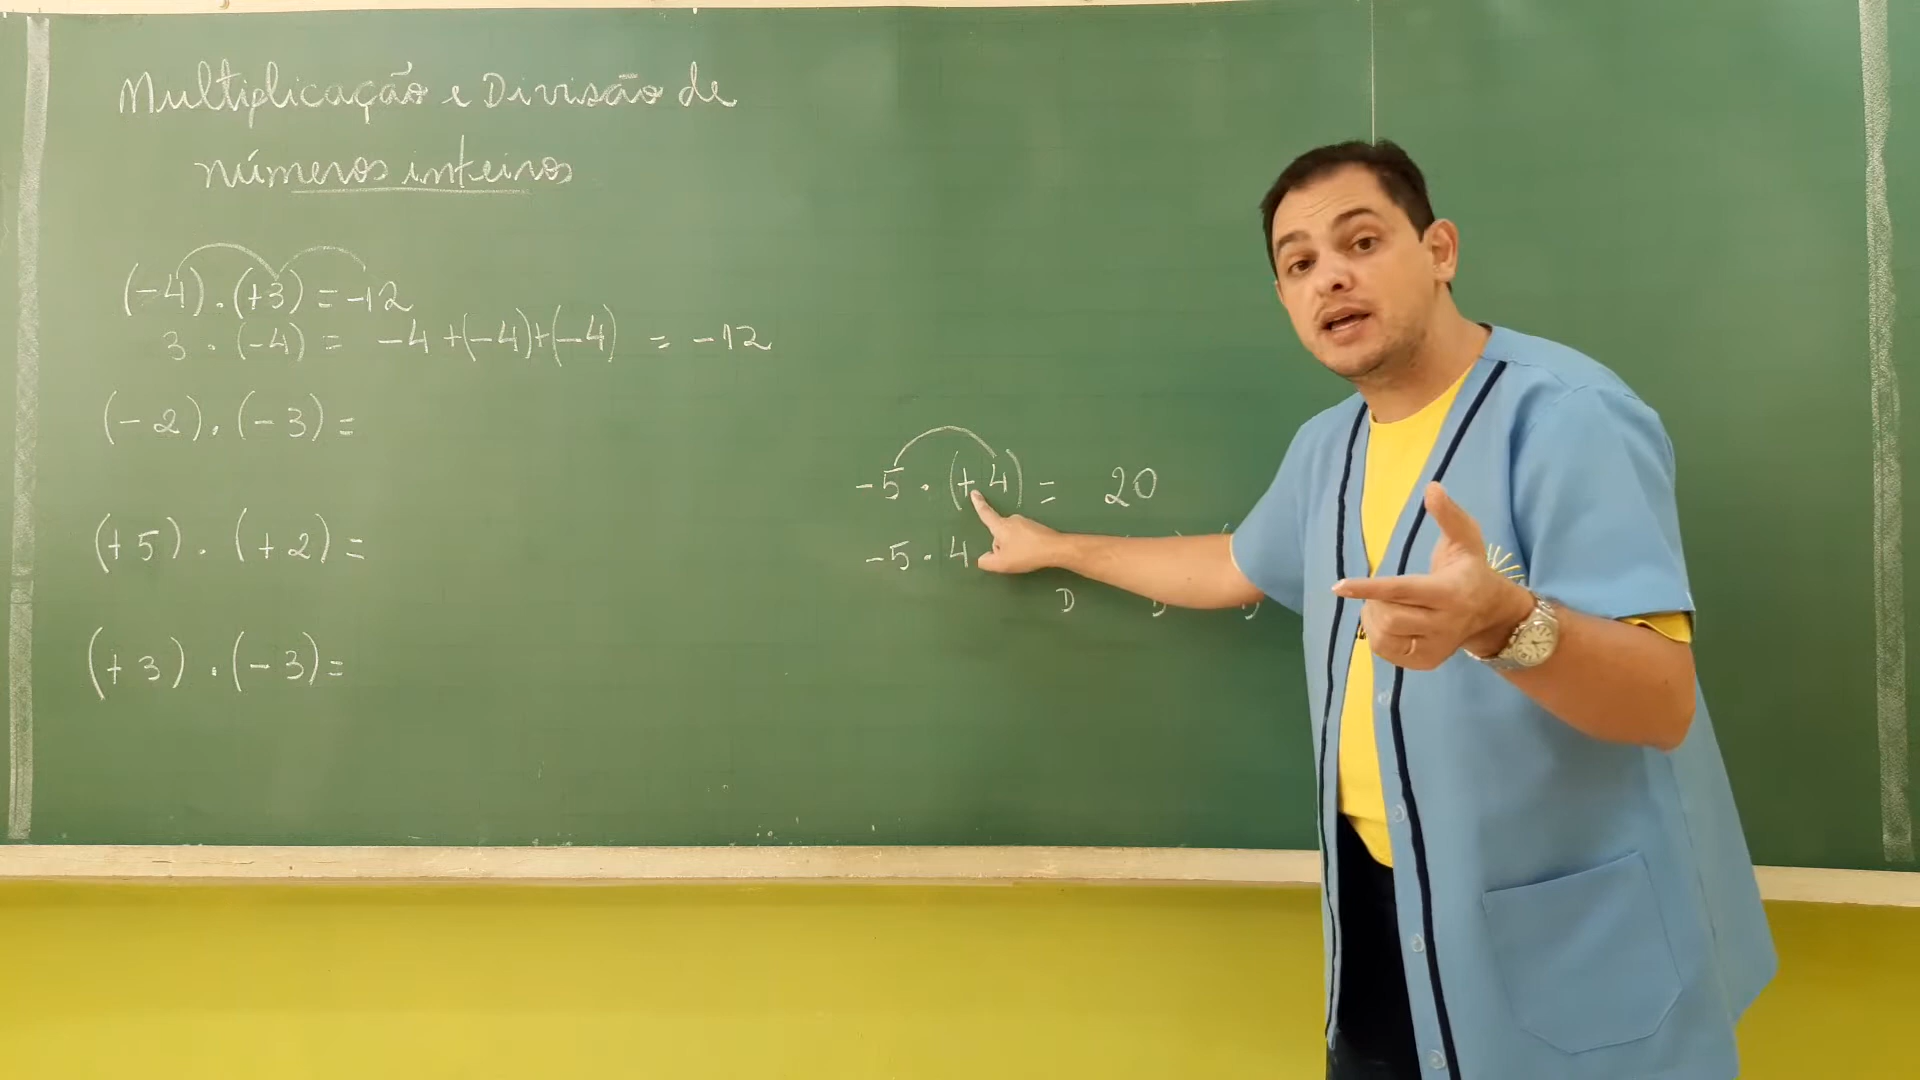 Multiplicação e Divisão de
números inteiros
(-4).(+3) = -12
3 . (-4) = -4 +(-4)+(-4) = -12
(-2).(-3) =
(+5) . (+2) =
(+3) .(-3) =
-5 . (+4) = 20
-5 . 4
D D D